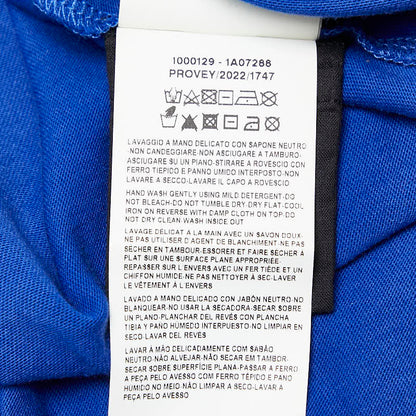 1000129 - 1A07288
PROVEY/2022/1747
LAVAGGIO A MANO DELICATO CON SAPONE NEUTRO
NON CANDEGGIARE-NON ASCIUGARE A TAMBURO-
ASCIUGARE SU UN PIANO-STIRARE A ROVESCIO CON
FERRO TIEPIDO E PANNO UMIDO INTERPOSTO-NON
LAVARE A SECCO-LAVARE IL CAPO A ROVESCIO
HAND WASH GENTLY USING MILD DETERGENT-DO
NOT BLEACH-DO NOT TUMBLE DRY-DRY FLAT-COOL
IRON ON REVERSE WITH DAMP CLOTH ON TOP-DO
NOT DRY CLEAN WASH INSIDE OUT
LAVAGE DÉLICAT À LA MAIN AVEC UN SAVON DOUX-
NE PAS UTILISER D'AGENT DE BLANCHIMENT-NE PAS
SECHER EN TAMBOUR-ESSORER ET FAIRE SÉCHER A
PLAT SUR UNE SURFACE PLANE APPROPRIÉE-
REPASSER SUR L ENVERS AVEC UN FER TIÈDE ET UN
CHIFFON HUMIDE-NE PAS NETTOYER À SEC-LAVER
LE VÊTEMENT À L ENVERS
LAVADO A MANO DELICADO CON JABÓN NEUTRO-NO
BLANQUEAR-NO USAR LA SECADORA-SECAR SOBRE
UN PLANO-PLANCHAR DEL REVÉS CON PLANCHA
TIBIA Y PANO HUMEDO INTERPUESTO-NO LIMPIAR EN
SECO-LAVAR DEL REVÉS
LAVAR À MÃO DELICADAMENTE COM SABÃO
NEUTRO NÃO ALVEJAR-NÃO SECAR EM TAMBOR-
SECAR SOBRE SUPERFÍCIE PLANA-PASSAR A FERRO
A PEÇA PELO AVESSO COM FERRO TÉPIDO E PANO
HÚMIDO NO MEIO NÃO LIMPAR A SECO-LAVAR A
PEÇA PELO AVESSO